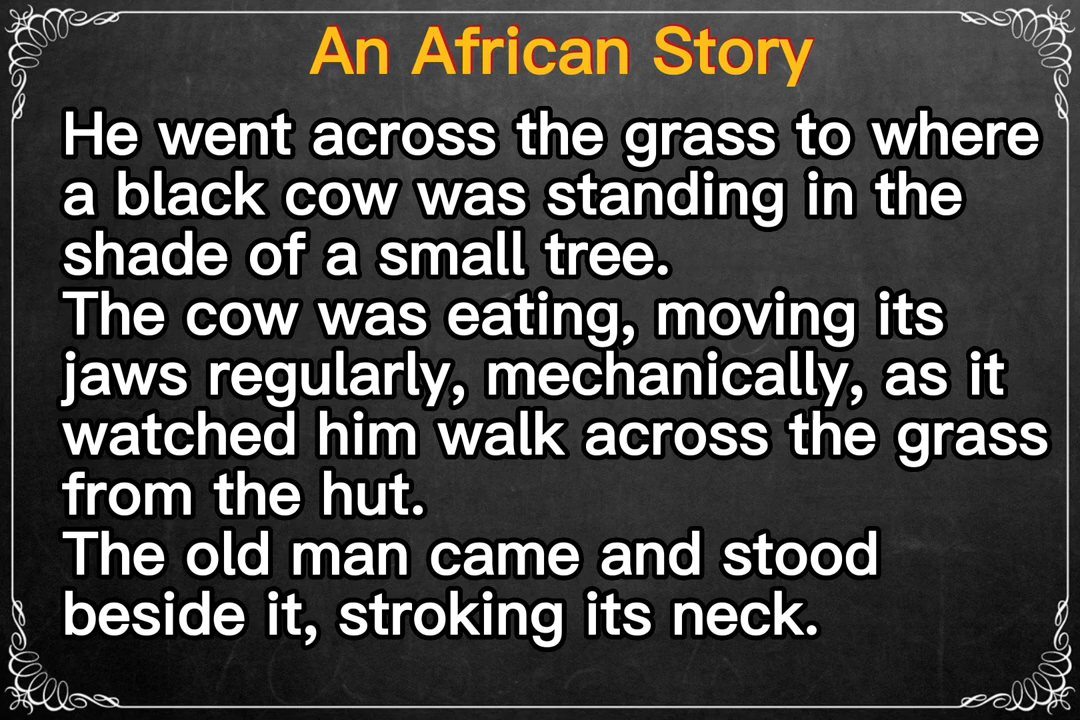 An African Story
He went across the grass to where
a black cow was standing in the
shade of a small tree.
The cow was eating, moving its
jaws regularly, mechanically, as it
watched him walk across the grass
from the hut.
The old man came and stood
beside it, stroking its neck.